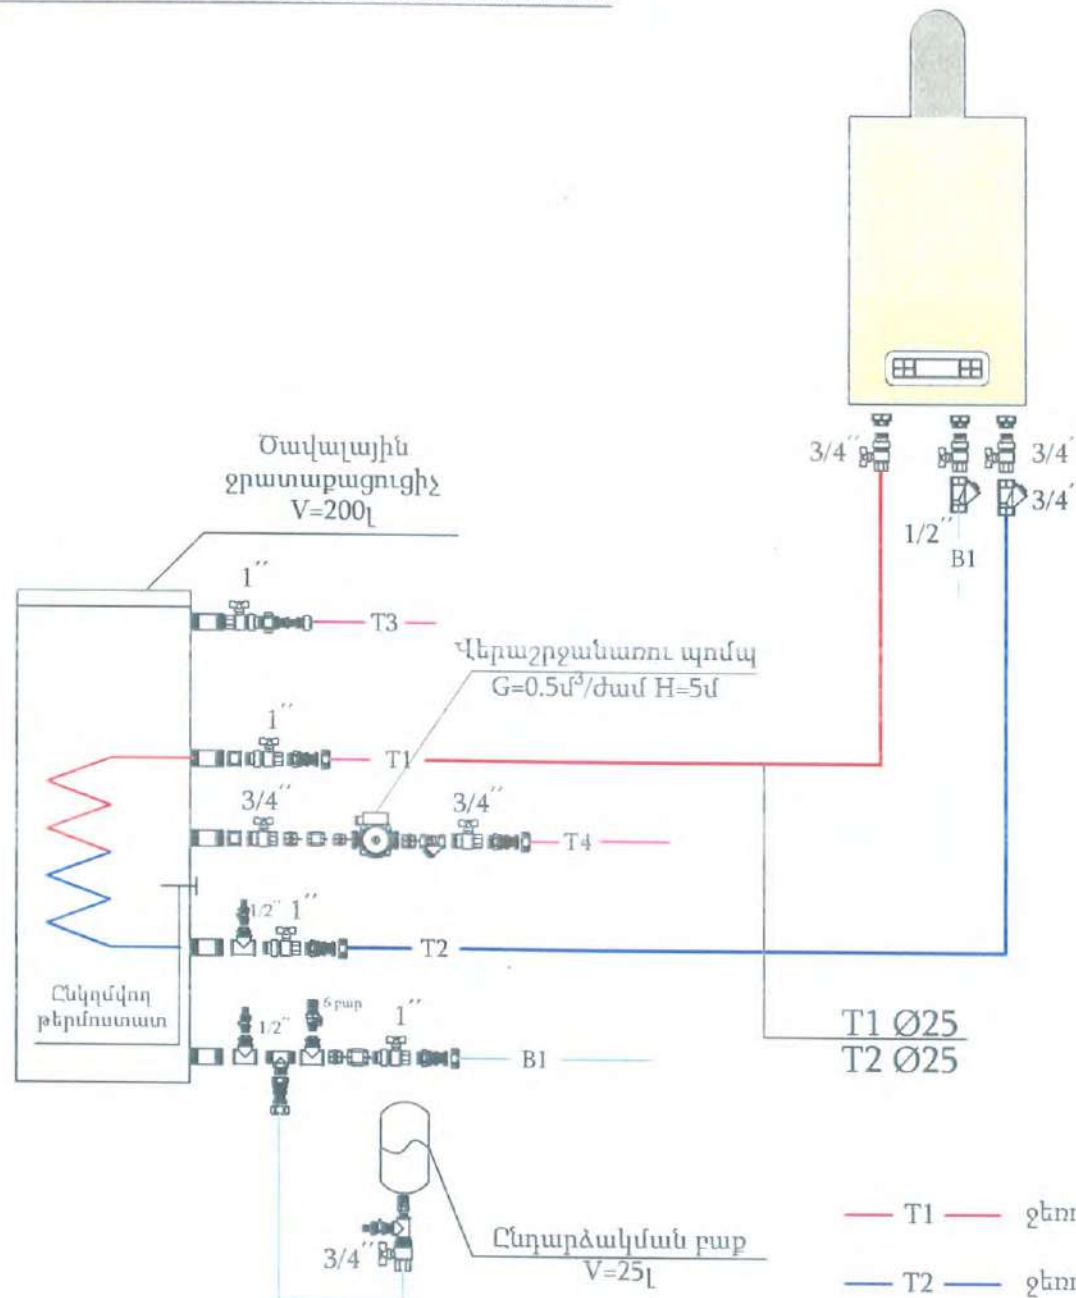 3/4՛՛
3/4՛
3/4՛
1/2՛՛
B1
Ծավալային
ջրատաքացուցիչ
V=200լ
1՛՛
T3
Վերաշրջանառու պոմպ
G=0.5մ³/ժամ H=5մ
1՛՛
T1
3/4՛՛
3/4՛՛
T4
1/2՛՛
1՛՛
T2
Ընկղմվող
թերմոստատ
1/2՛՛
6 բար
1՛՛
B1
T1 Ø25
T2 Ø25
3/4՛՛
Ընդարձակման բաք
V=25լ
T1
T2